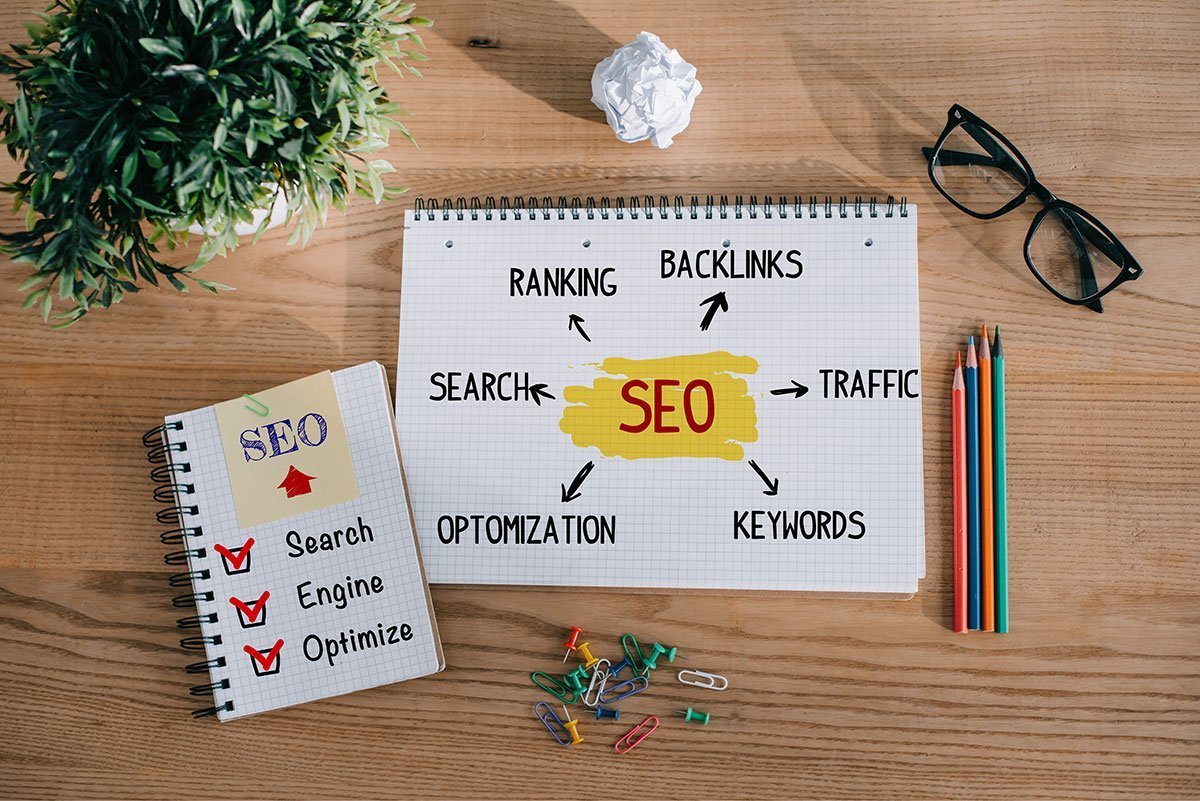 RANKING
BACKLINKS
SEARCH
SEO
TRAFFIC
OPTOMIZATION
KEYWORDS
SEO
Search
Engine
Optimize